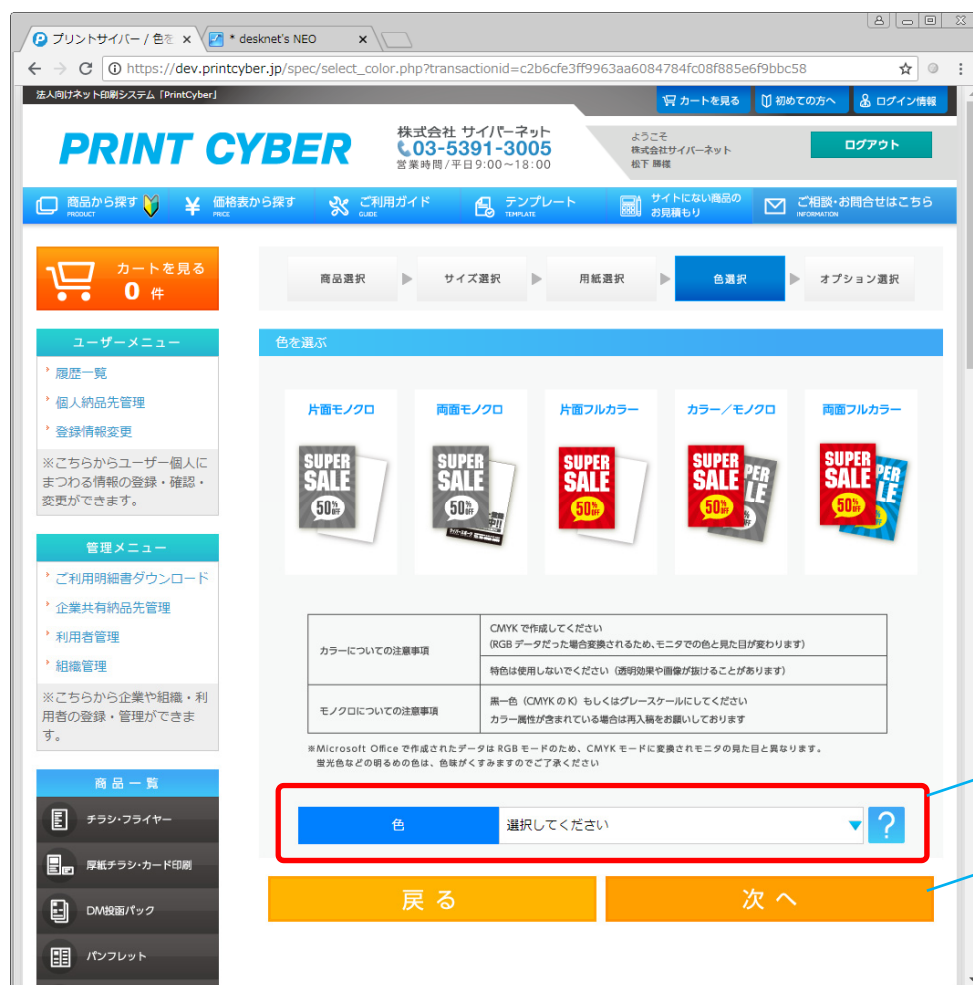 プリントサイバー / 色を
* desknet's NEO
https://dev.printcyber.jp/spec/select_color.php?transactionid=c2b6cfe3ff9963aa6084784fc08f885e6f9bbc58
法人向けネット印刷システム「PrintCyber」
カートを見る
初めての方へ
ログイン情報
PRINT CYBER
株式会社 サイバーネット
03-5391-3005
営業時間/平日9:00~18:00
ようこそ
株式会社サイバーネット
松下 勝様
ログアウト
商品から探す
PRODUCT
価格表から探す
PRICE
ご利用ガイド
GUIDE
テンプレート
TEMPLATE
サイトにない商品の
お見積もり
ご相談・お問合せはこちら
INFORMATION
カートを見る
0 件
商品選択
サイズ選択
用紙選択
色選択
オプション選択
ユーザーメニュー
履歴一覧
個人納品先管理
登録情報変更
※こちらからユーザー個人に
まつわる情報の登録・確認・
変更ができます。
管理メニュー
ご利用明細書ダウンロード
企業共有納品先管理
利用者管理
組織管理
※こちらから企業や組織・利
用者の登録・管理ができま
す。
商品一覧
チラシ・フライヤー
厚紙チラシ・カード印刷
DM投函パック
パンフレット
色を選ぶ
片面モノクロ
両面モノクロ
片面フルカラー
カラー／モノクロ
両面フルカラー
SUPER
SALE
50%
OFF
SUPER
SALE
50%
OFF
SUPER
SALE
50%
OFF
SUPER
SALE
50%
OFF
SUPER
SALE
50%
OFF
カラーについての注意事項
CMYK で作成してください
(RGB データだった場合変換されるため、モニタでの色と見た目が変わります)
特色は使用しないでください（透明効果や画像が抜けることがあります）
モノクロについての注意事項
黒一色（CMYK の K）もしくはグレースケールにしてください
カラー属性が含まれている場合は再入稿をお願いしております
※Microsoft Office で作成されたデータは RGB モードのため、CMYK モードに変換されモニタの見た目と異なります。
蛍光色などの明るめの色は、色味がくすみますのでご了承ください
色
選択してください
?
戻る
次へ